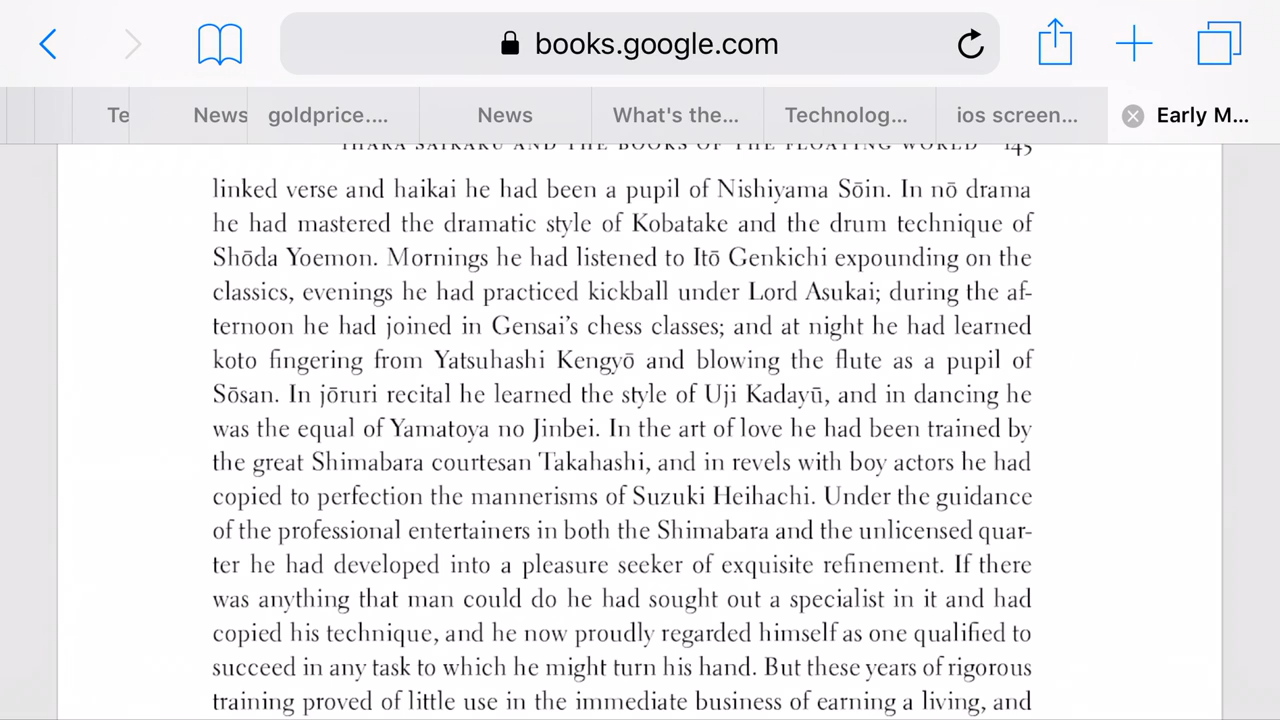 books.google.com
Te
News
goldprice....
News
What's the...
Technolog...
ios screen...
Early M...
IHARA SAIKAKU AND THE BOOKS OF THE FLOATING WORLD 145
linked verse and haikai he had been a pupil of Nishiyama Sōin. In nō drama
he had mastered the dramatic style of Kobatake and the drum technique of
Shōda Yoemon. Mornings he had listened to Itō Genkichi expounding on the
classics, evenings he had practiced kickball under Lord Asukai; during the af-
ternoon he had joined in Gensai's chess classes; and at night he had learned
koto fingering from Yatsuhashi Kengyō and blowing the flute as a pupil of
Sōsan. In jōruri recital he learned the style of Uji Kadayū, and in dancing he
was the equal of Yamatoya no Jinbei. In the art of love he had been trained by
the great Shimabara courtesan Takahashi, and in revels with boy actors he had
copied to perfection the mannerisms of Suzuki Heihachi. Under the guidance
of the professional entertainers in both the Shimabara and the unlicensed quar-
ter he had developed into a pleasure seeker of exquisite refinement. If there
was anything that man could do he had sought out a specialist in it and had
copied his technique, and he now proudly regarded himself as one qualified to
succeed in any task to which he might turn his hand. But these years of rigorous
training proved of little use in the immediate business of earning a living, and